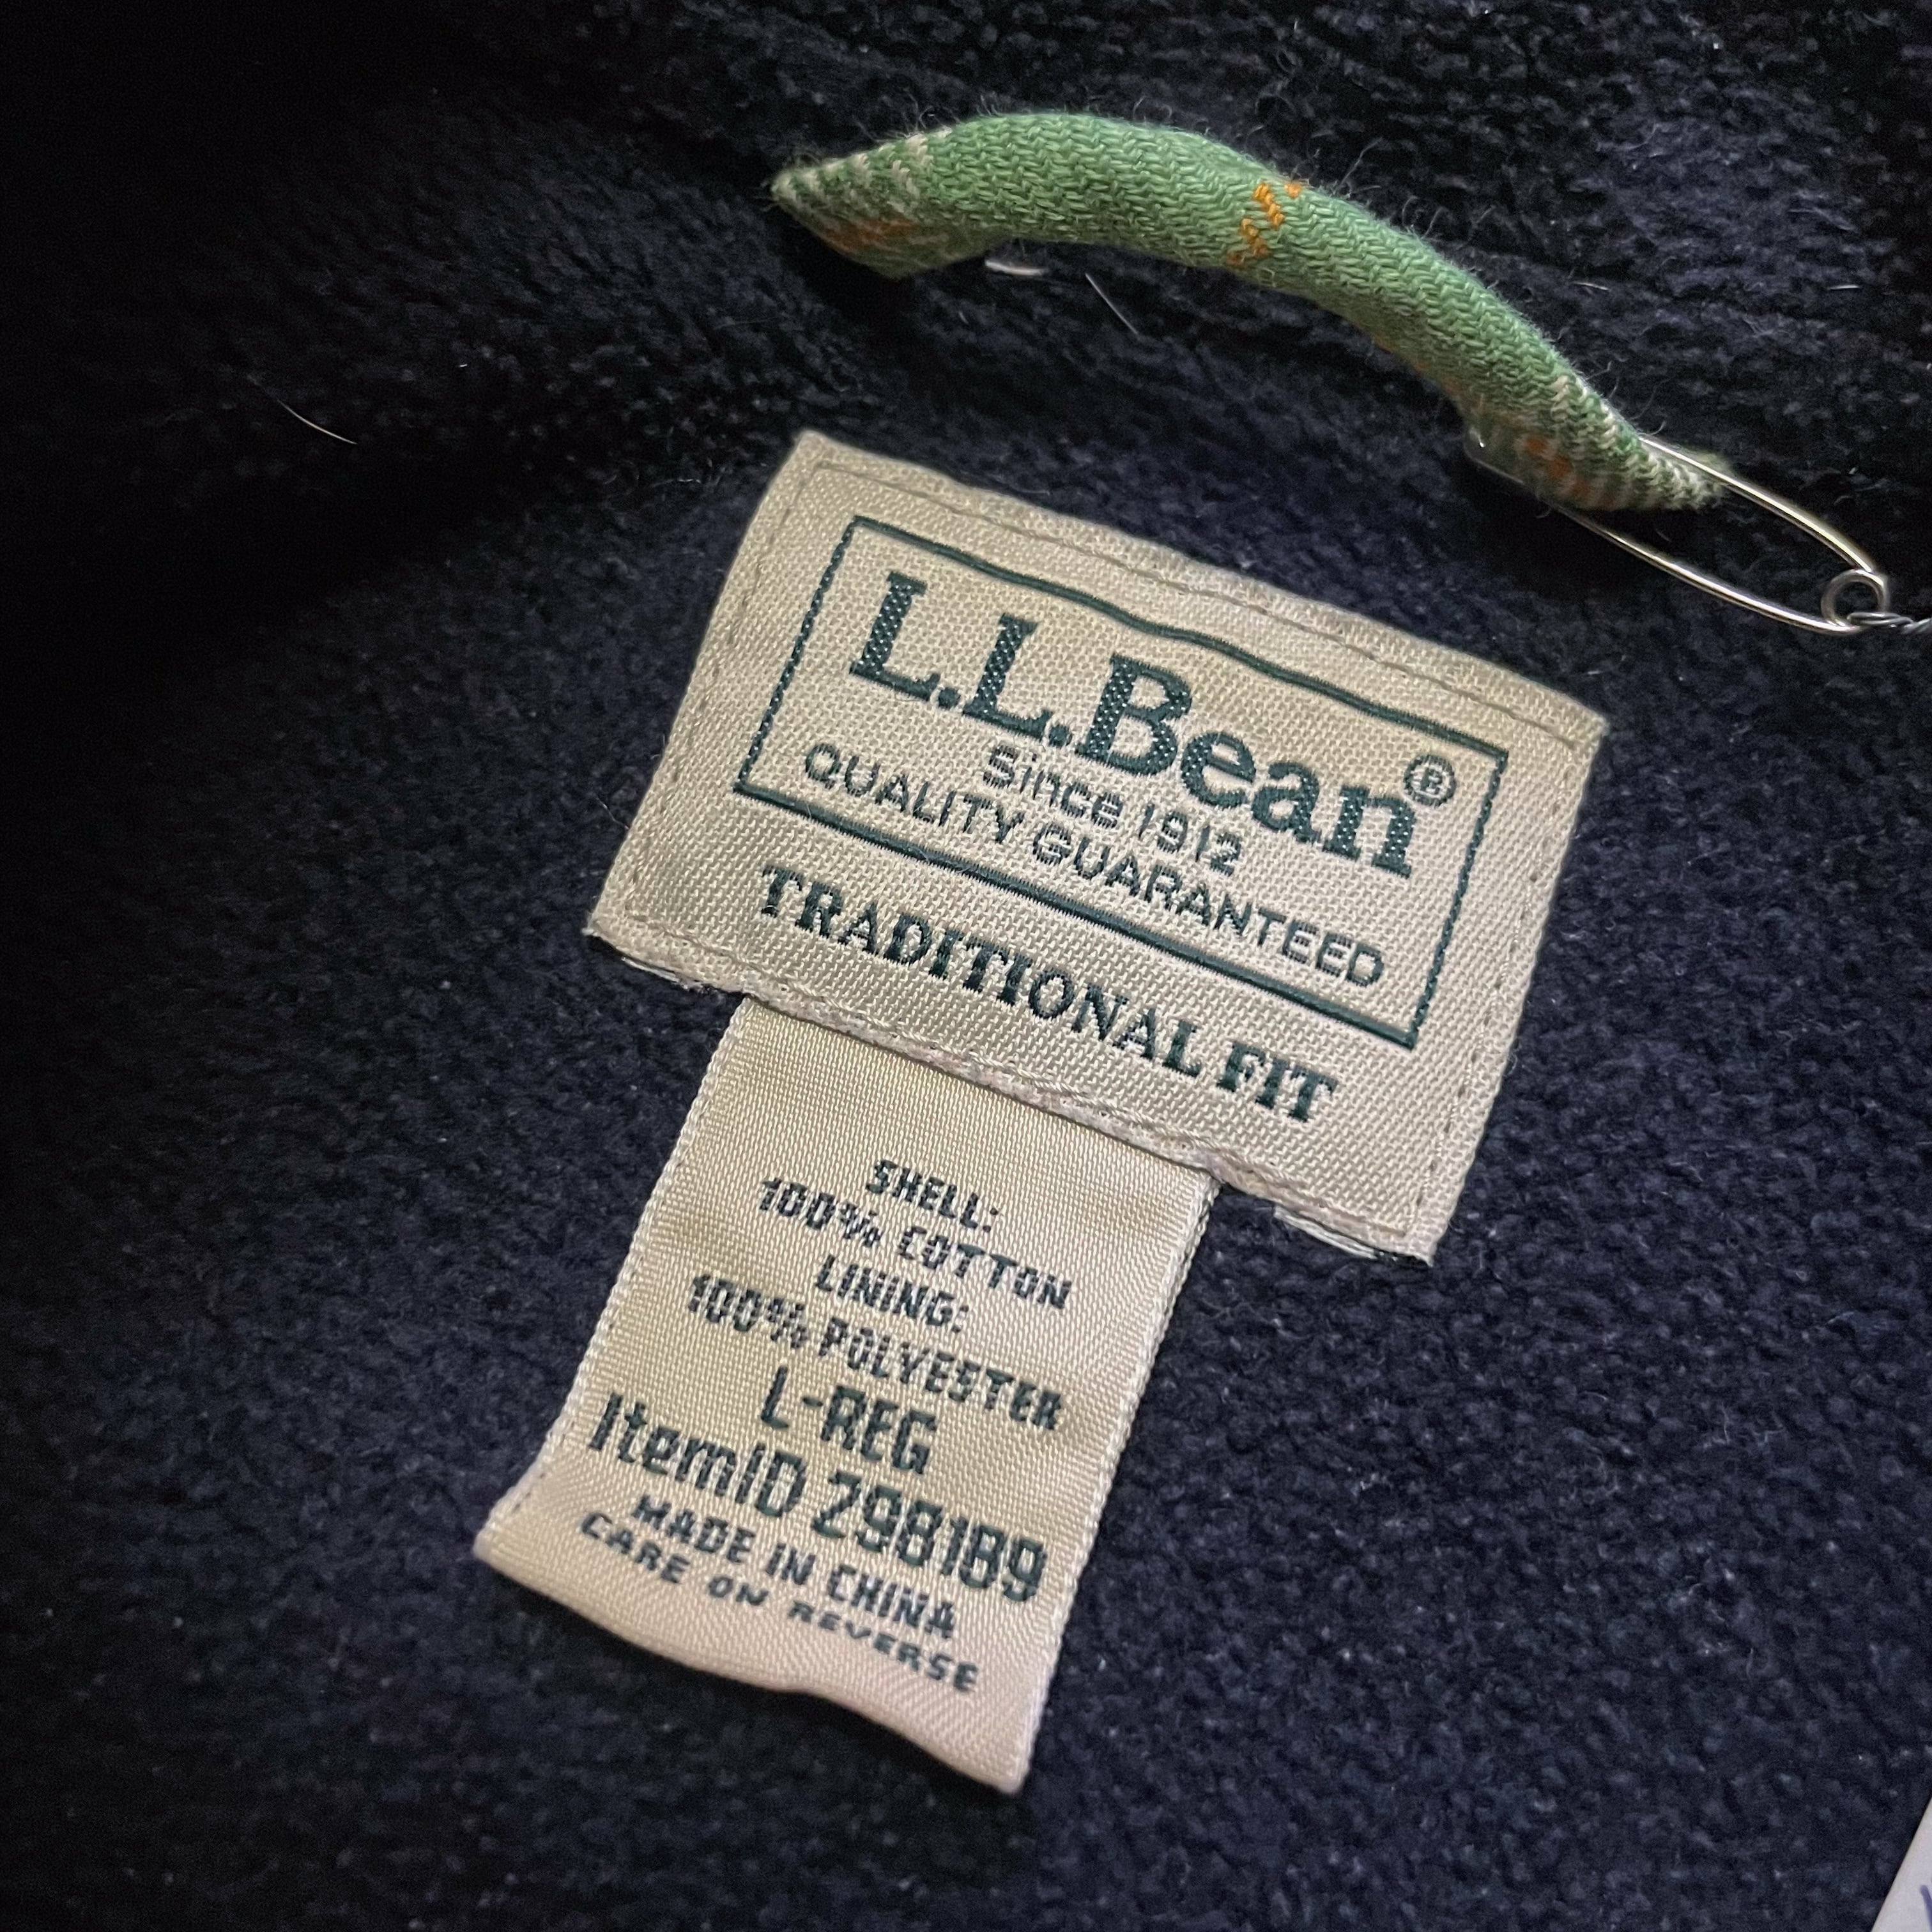 L.L.Bean®
Since 1912
QUALITY GUARANTEED
TRADITIONAL FIT
SHELL:
100% COTTON
LINING:
100% POLYESTER
L-REG
ItemID 298189
MADE IN CHINA
CARE ON REVERSE